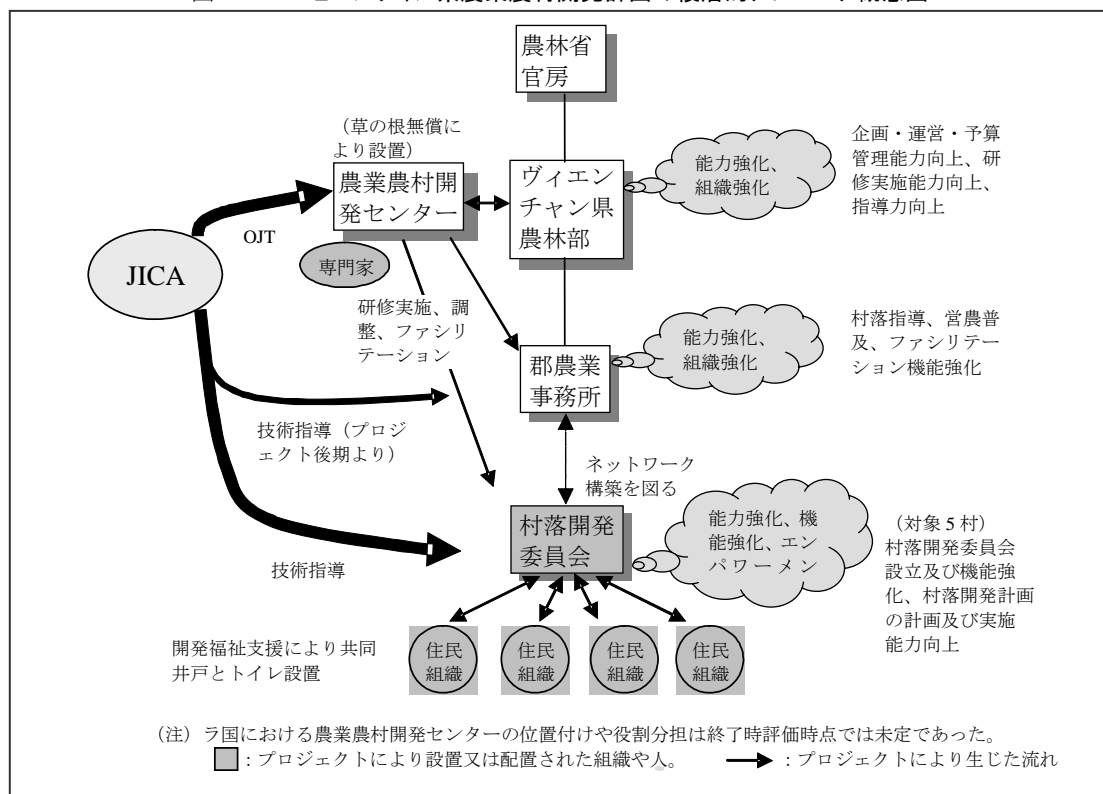 農林省
官房
(草の根無償に
より設置)
農業農村開
発センター
ヴィエン
チャン県
農林部
能力強化、
組織強化
企画・運営・予算
管理能力向上、研
修実施能力向上、
指導力向上
OJT
JICA
専門家
研修実施、調
整、ファシリ
テーション
郡農業
事務所
能力強化、
組織強化
村落指導、営農普
及、ファシリテー
ション機能強化
技術指導(プロジ
ェクト後期より)
ネットワーク
構築を図る
村落開発
委員会
能力強化、機
能強化、エン
パワーメン
(対象5村)
村落開発委員会
設立及び機能強
化、村落開発計画
の計画及び実施
能力向上
技術指導
開発福祉支援により共同
井戸とトイレ設置
住民
組織
住民
組織
住民
組織
住民
組織
(注)ラ国における農業農村開発センターの位置付けや役割分担は終了時評価時点では未定であった。
:プロジェクトにより設置又は配置された組織や人。 :プロジェクトにより生じた流れ